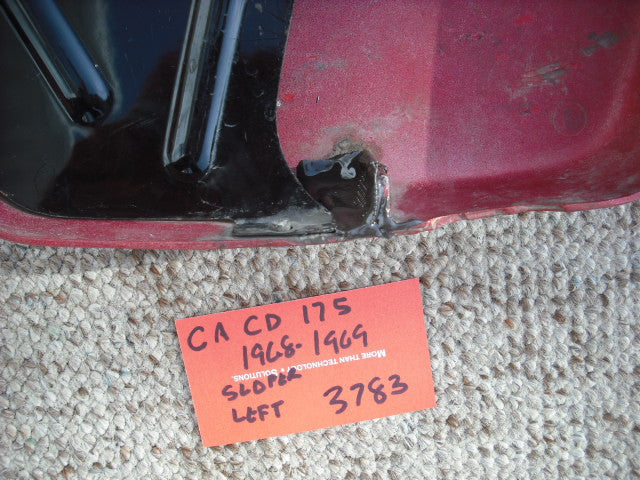 CA CD 175
1968-1969
MORE THAN TECHNOLOGY. SOLUTIONS.
SLOPER
LEFT 3783